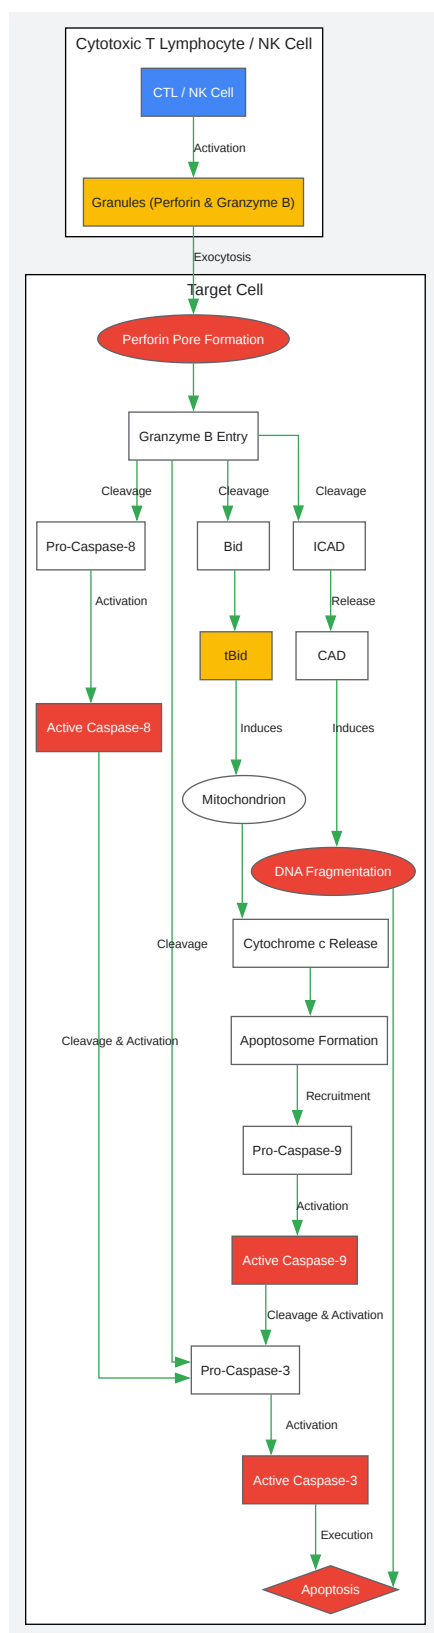 Cytotoxic T Lymphocyte / NK Cell
CTL / NK Cell
Activation
Granules (Perforin & Granzyme B)
Exocytosis
Target Cell
Perforin Pore Formation
Granzyme B Entry
Cleavage
Cleavage
Cleavage
Pro-Caspase-8
Bid
ICAD
Activation
Release
tBid
CAD
Active Caspase-8
Induces
Induces
Mitochondrion
DNA Fragmentation
Cleavage
Cytochrome c Release
Cleavage & Activation
Apoptosome Formation
Recruitment
Pro-Caspase-9
Activation
Active Caspase-9
Cleavage & Activation
Pro-Caspase-3
Activation
Active Caspase-3
Execution
Apoptosis